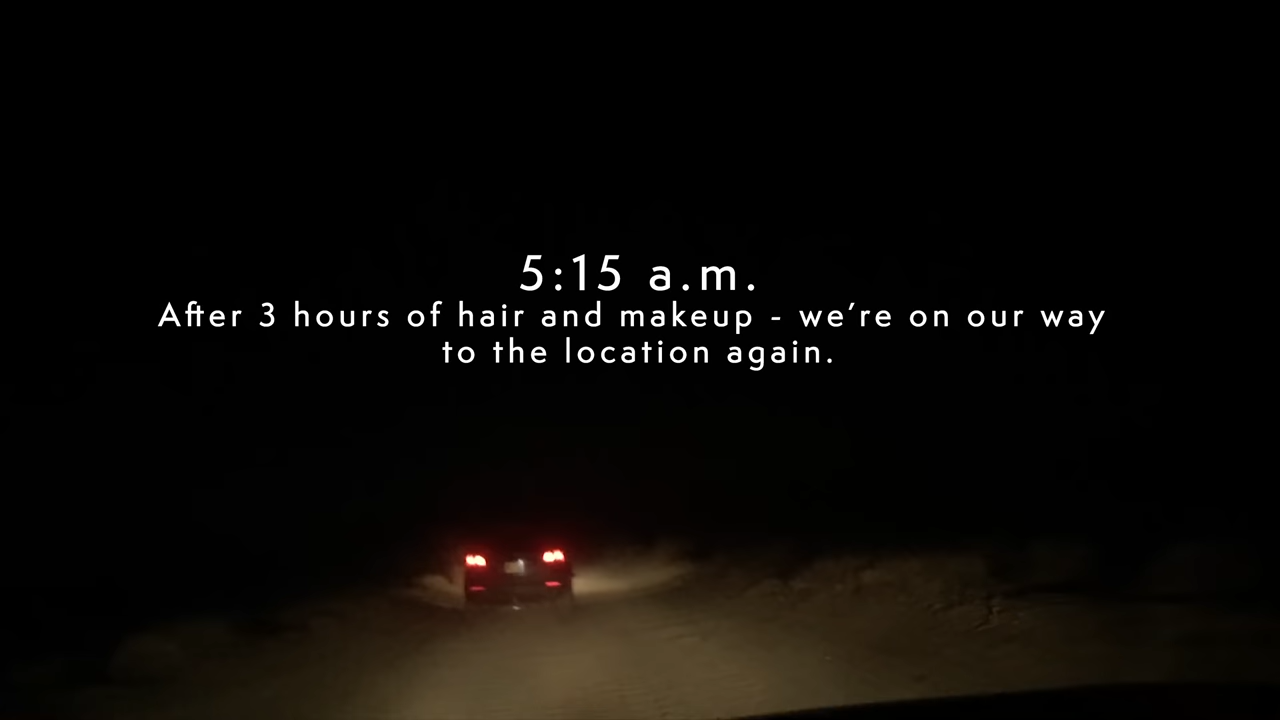 5:15 a.m.
After 3 hours of hair and makeup - we’re on our way
to the location again.